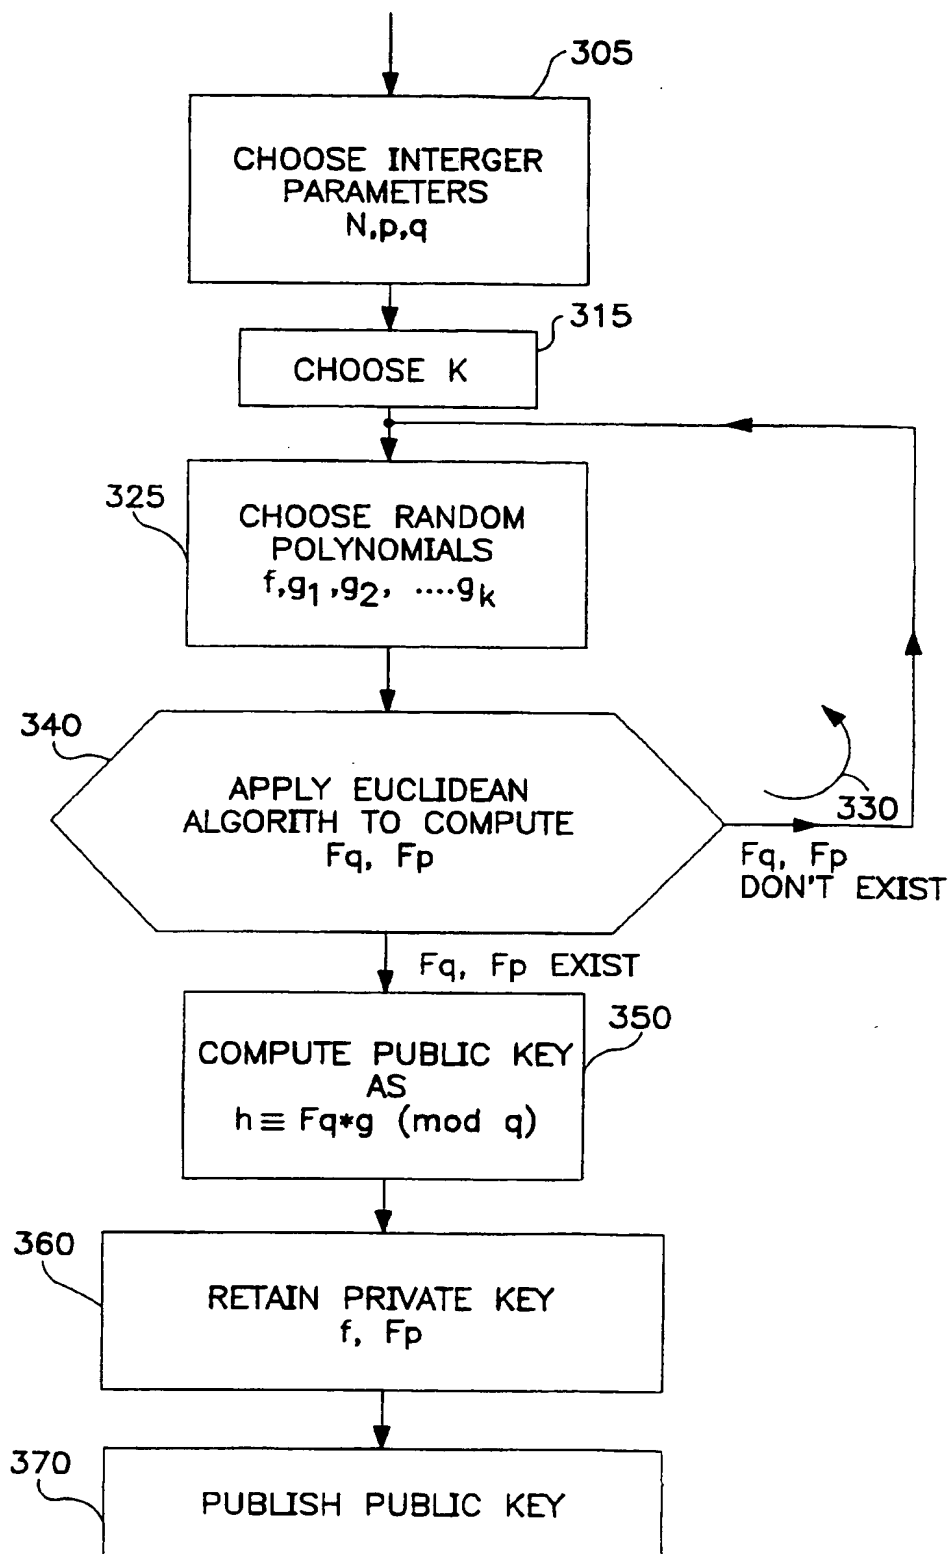 305
CHOOSE INTERGER
PARAMETERS
N,p,q
315
CHOOSE K
325
CHOOSE RANDOM
POLYNOMIALS
f,g1,g2, ....gk
340
APPLY EUCLIDEAN
ALGORITH TO COMPUTE
Fq, Fp
330
Fq, Fp
DON'T EXIST
Fq, Fp EXIST
350
COMPUTE PUBLIC KEY
AS
h ≡ Fq*g (mod q)
360
RETAIN PRIVATE KEY
f, Fp
370
PUBLISH PUBLIC KEY